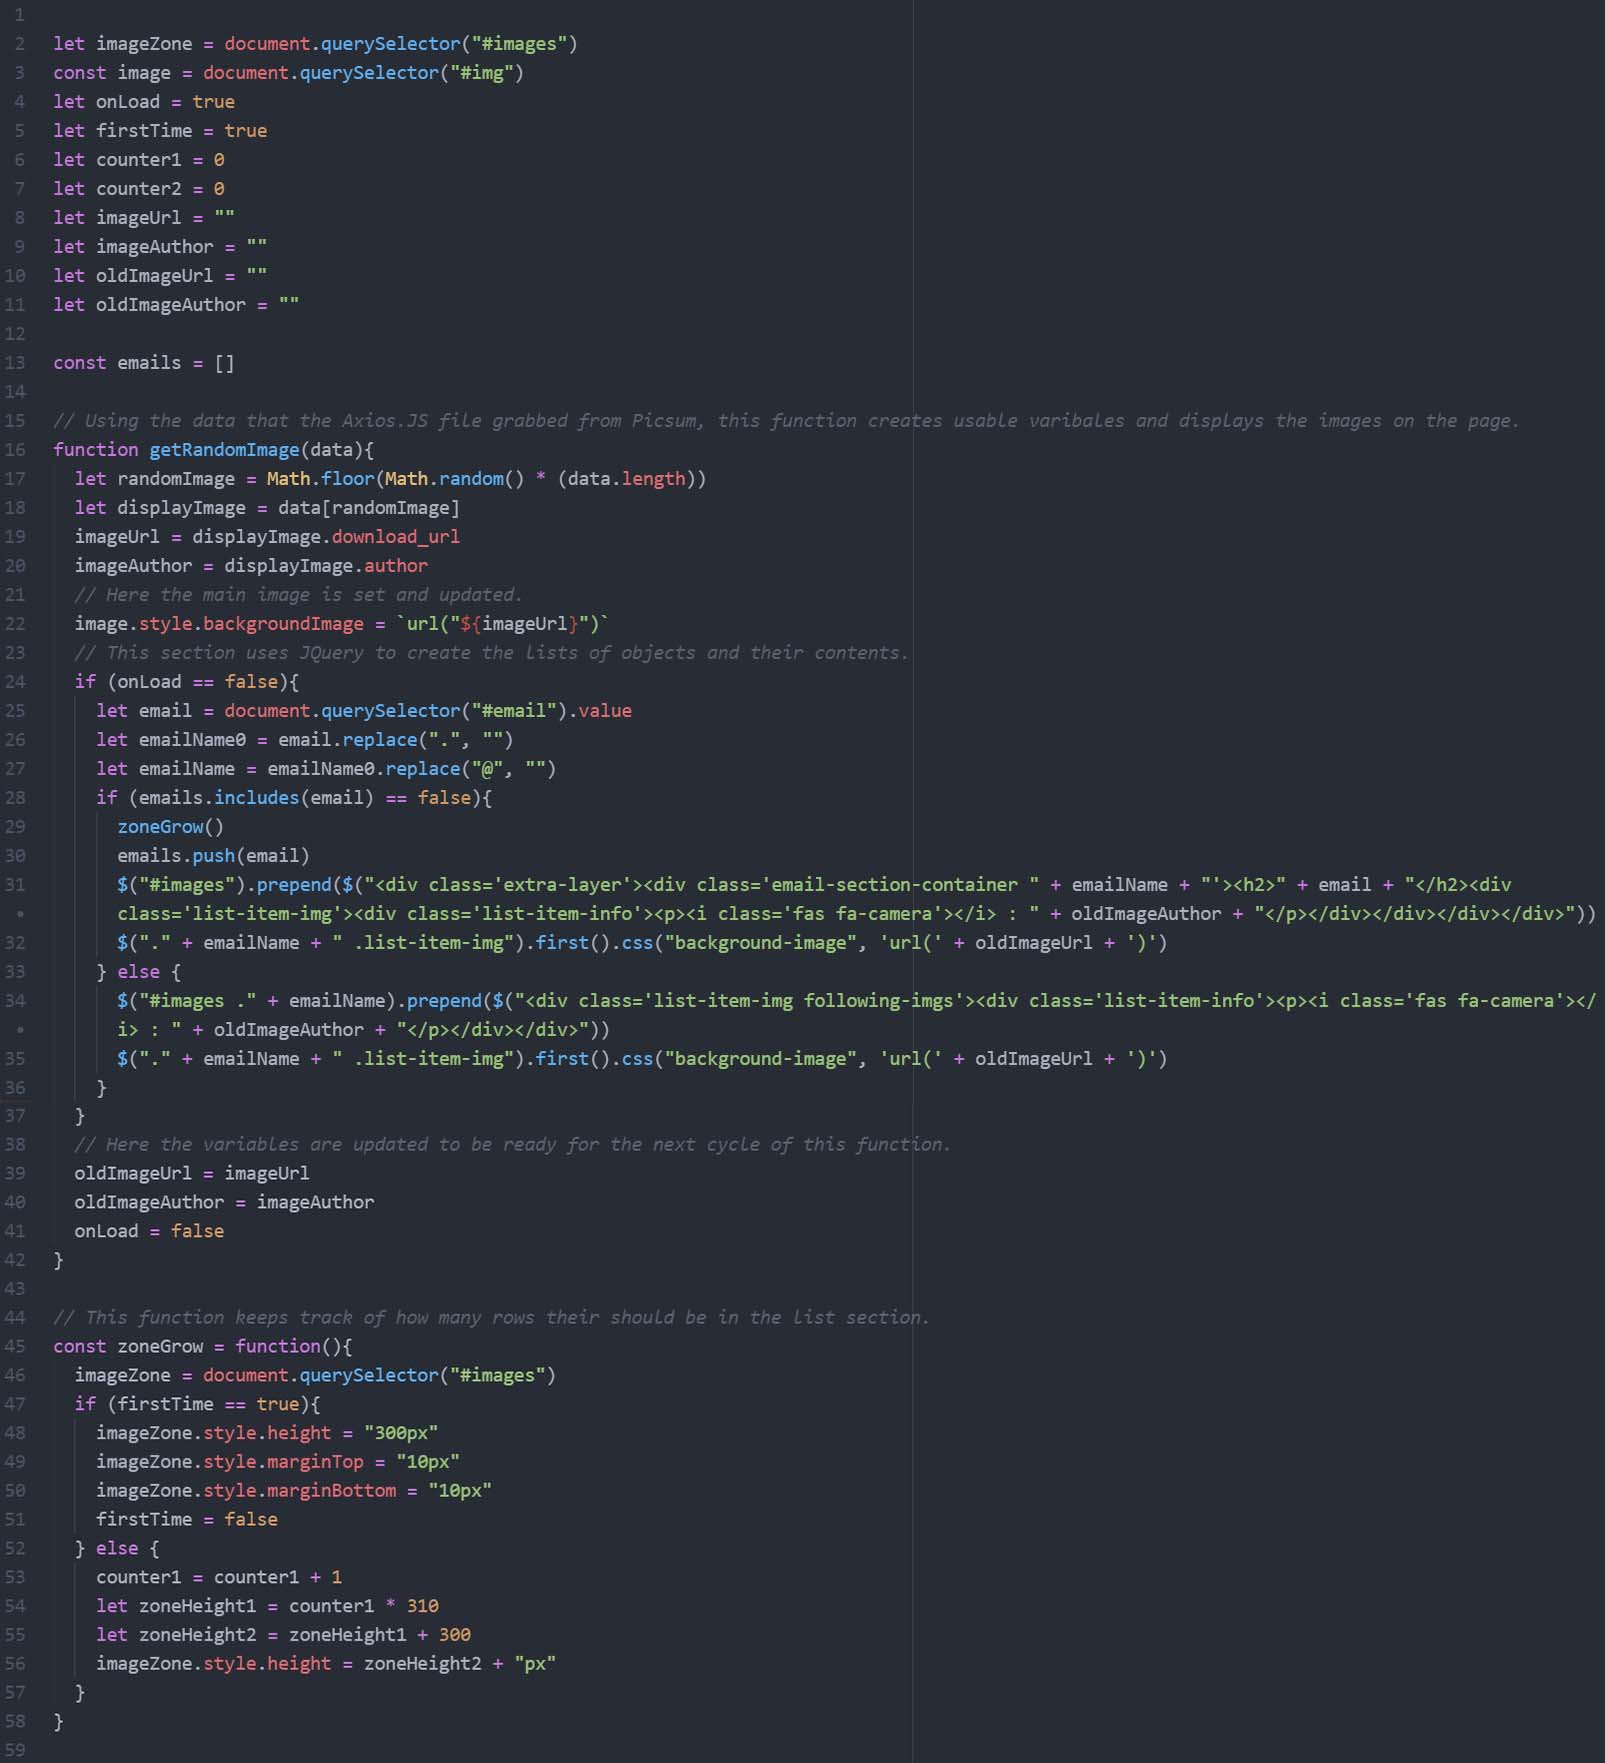 1
2 let imageZone = document.querySelector("#images")
3 const image = document.querySelector("#img")
4 let onLoad = true
5 let firstTime = true
6 let counter1 = 0
7 let counter2 = 0
8 let imageUrl = ""
9 let imageAuthor = ""
10 let oldImageUrl = ""
11 let oldImageAuthor = ""
12
13 const emails = []
14
15 // Using the data that the Axios.JS file grabbed from Picsum, this function creates usable varibales and displays the images on the page.
16 function getRandomImage(data){
17   let randomImage = Math.floor(Math.random() * (data.length))
18   let displayImage = data[randomImage]
19   imageUrl = displayImage.download_url
20   imageAuthor = displayImage.author
21   // Here the main image is set and updated.
22   image.style.backgroundImage = `url("${imageUrl}")`
23   // This section uses JQuery to create the lists of objects and their contents.
24   if (onLoad == false){
25     let email = document.querySelector("#email").value
26     let emailName0 = email.replace(".", "")
27     let emailName = emailName0.replace("@", "")
28     if (emails.includes(email) == false){
29       zoneGrow()
30       emails.push(email)
31       $("#images").prepend($("<div class='extra-layer'><div class='email-section-container " + emailName + "'><h2>" + email + "</h2><div
•       class='list-item-img'><div class='list-item-info'><p><i class='fas fa-camera'></i> : " + oldImageAuthor + "</p></div></div></div></div>"))
32       $("." + emailName + " .list-item-img").first().css("background-image", 'url(' + oldImageUrl + ')')
33     } else {
34       $("#images ." + emailName).prepend($("<div class='list-item-img following-imgs'><div class='list-item-info'><p><i class='fas fa-camera'></
•       i> : " + oldImageAuthor + "</p></div></div>"))
35       $("." + emailName + " .list-item-img").first().css("background-image", 'url(' + oldImageUrl + ')')
36     }
37   }
38   // Here the variables are updated to be ready for the next cycle of this function.
39   oldImageUrl = imageUrl
40   oldImageAuthor = imageAuthor
41   onLoad = false
42 }
43
44 // This function keeps track of how many rows their should be in the list section.
45 const zoneGrow = function(){
46   imageZone = document.querySelector("#images")
47   if (firstTime == true){
48     imageZone.style.height = "300px"
49     imageZone.style.marginTop = "10px"
50     imageZone.style.marginBottom = "10px"
51     firstTime = false
52   } else {
53     counter1 = counter1 + 1
54     let zoneHeight1 = counter1 * 310
55     let zoneHeight2 = zoneHeight1 + 300
56     imageZone.style.height = zoneHeight2 + "px"
57   }
58 }
59